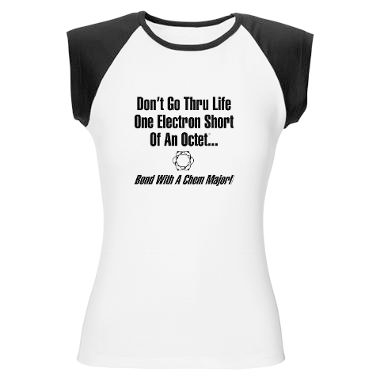 Don't Go Thru Life
One Electron Short
Of An Octet...
Bond With A Chem Major!